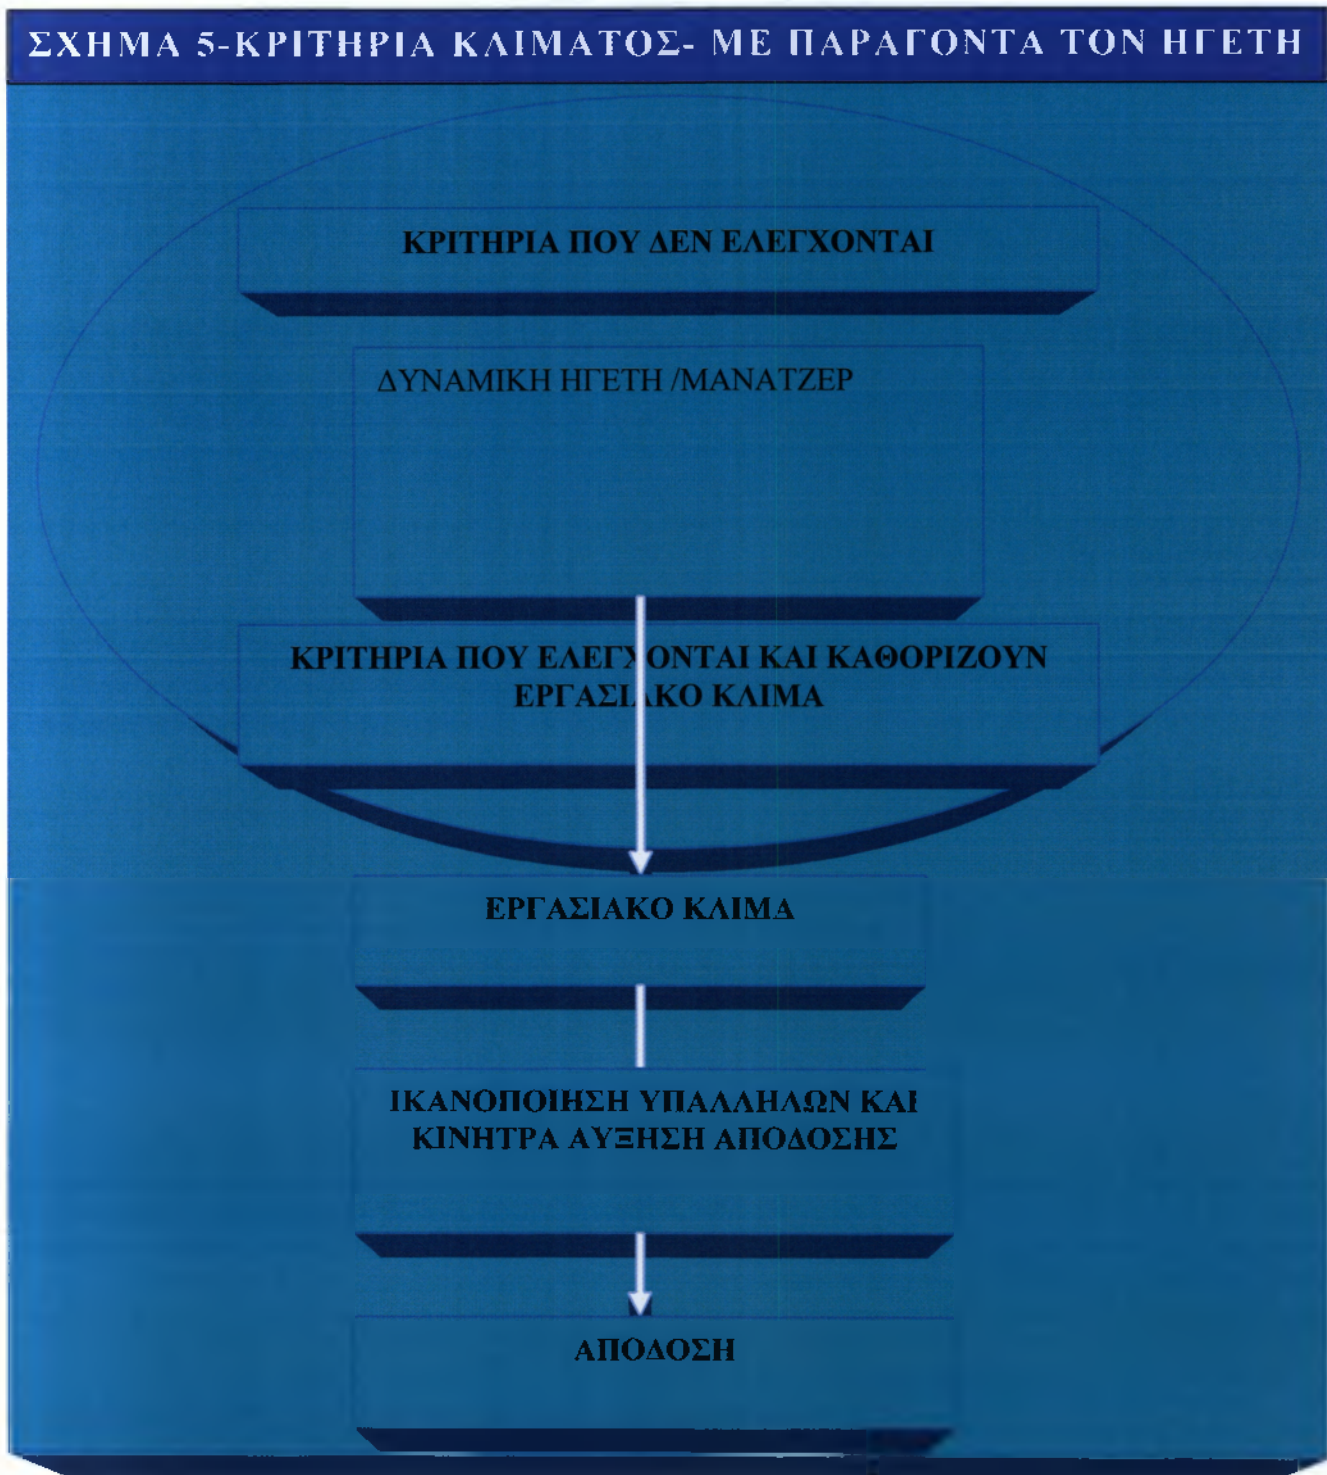 ΣΧΗΜΑ 5-ΚΡΙΤΗΡΙΑ ΚΛΙΜΑΤΟΣ- ΜΕ ΠΑΡΑΓΟΝΤΑ ΤΟΝ ΗΓΕΤΗ
ΚΡΙΤΗΡΙΑ ΠΟΥ ΔΕΝ ΕΛΕΓΧΟΝΤΑΙ
ΔΥΝΑΜΙΚΗ ΗΓΕΤΗ /ΜΑΝΑΤΖΕΡ
ΚΡΙΤΗΡΙΑ ΠΟΥ ΕΛΕΓΧΟΝΤΑΙ ΚΑΙ ΚΑΘΟΡΙΖΟΥΝ
ΕΡΓΑΣΙΑΚΟ ΚΛΙΜΑ
ΕΡΓΑΣΙΑΚΟ ΚΛΙΜΑ
ΙΚΑΝΟΠΟΙΗΣΗ ΥΠΑΛΛΗΛΩΝ ΚΑΙ
ΚΙΝΗΤΡΑ ΑΥΞΗΣΗ ΑΠΟΔΟΣΗΣ
ΑΠΟΔΟΣΗ